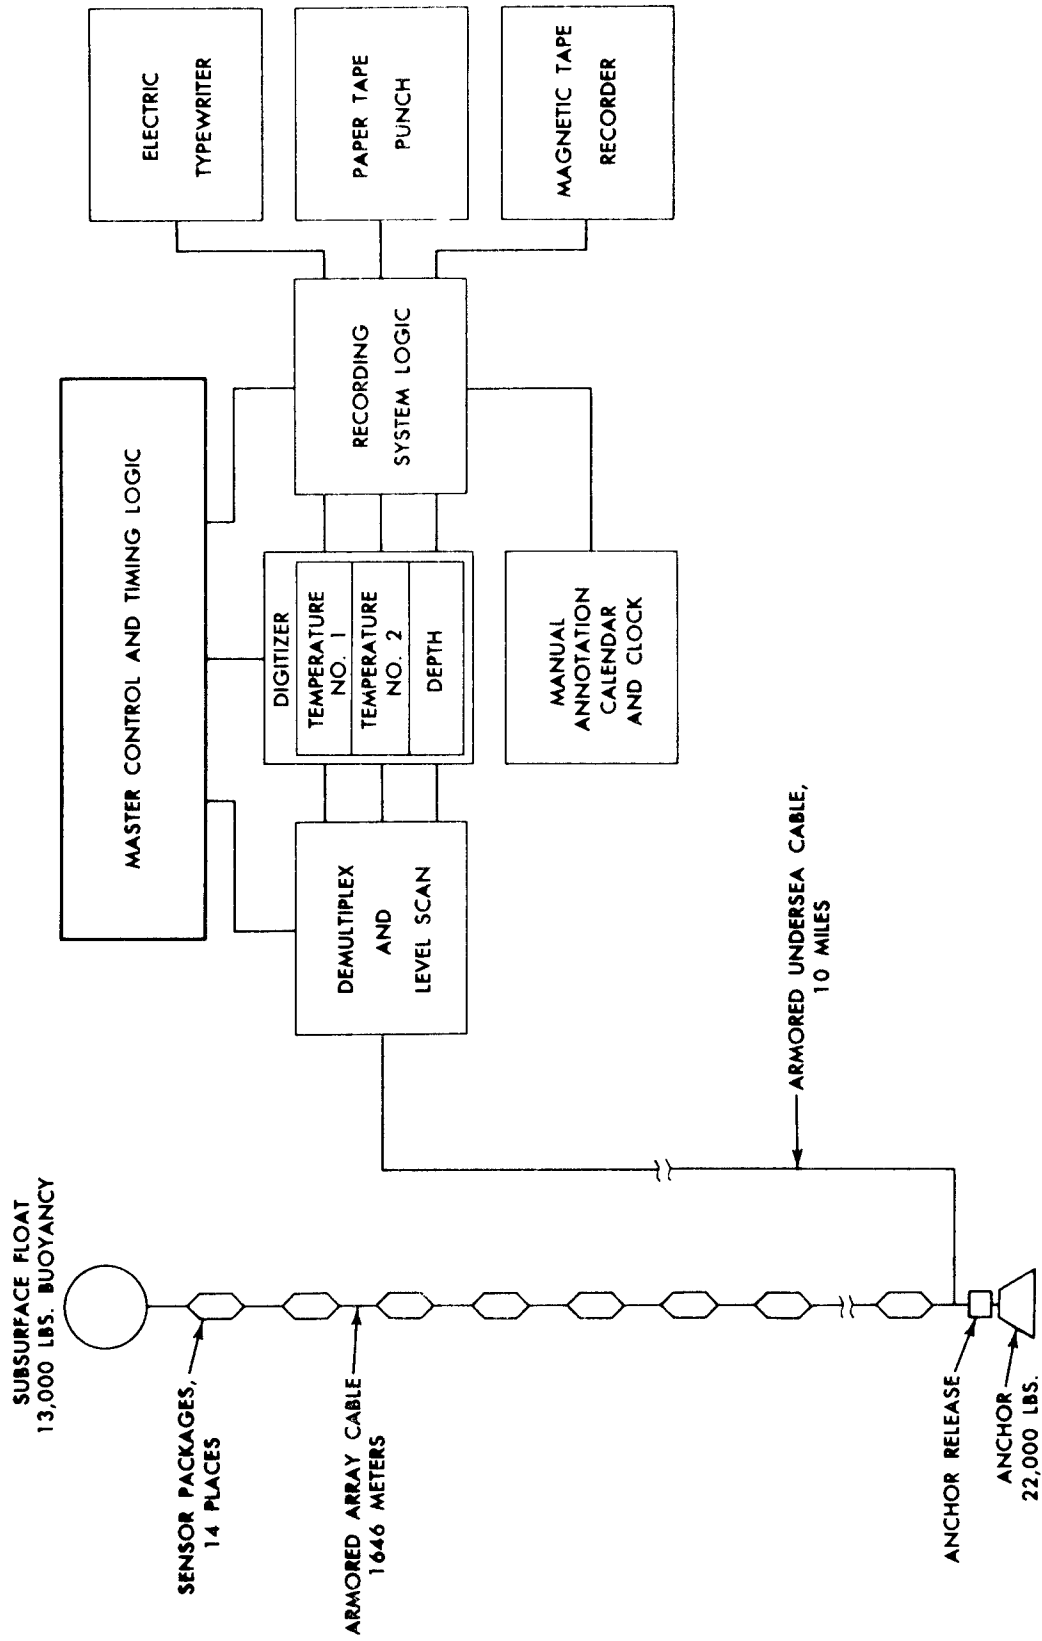 SUBSURFACE FLOAT
13,000 LBS. BUOYANCY
SENSOR PACKAGES,
14 PLACES
ARMORED ARRAY CABLE
1646 METERS
ANCHOR RELEASE
ANCHOR
22,000 LBS.
ARMORED UNDERSEA CABLE,
10 MILES
MASTER CONTROL AND TIMING LOGIC
DEMULTIPLEX
AND
LEVEL SCAN
DIGITIZER
TEMPERATURE
NO. 1
TEMPERATURE
NO. 2
DEPTH
MANUAL
ANNOTATION
CALENDAR
AND CLOCK
RECORDING
SYSTEM LOGIC
ELECTRIC
TYPEWRITER
PAPER TAPE
PUNCH
MAGNETIC TAPE
RECORDER